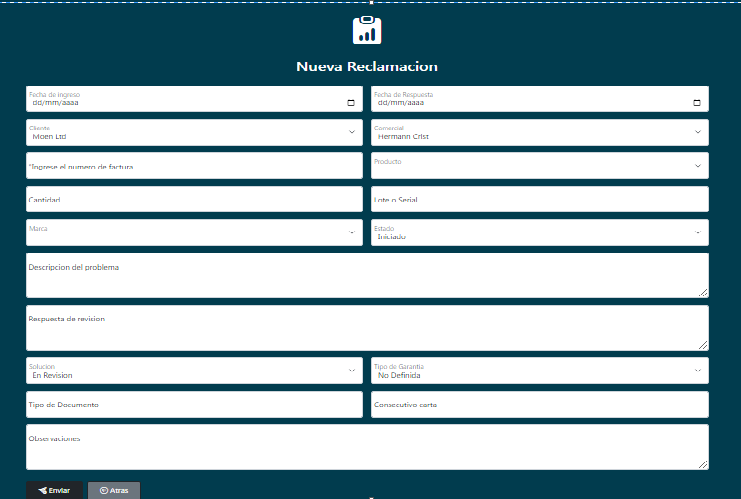 Nueva Reclamacion
Fecha de Ingreso Fecha de Respuesta
dd/mm/aaaa dd/mm/aaaa
Cliente Comercial
Moen Ltd Hermann Crist
*Ingrese el numero de factura Producto
Cantidad Lote o Serial
Marca Estado
Iniciado
Descripcion del problema
Respuesta de revision
Solucion Tipo de Garantia
En Revision No Definida
Tipo de Documento Consecutivo carta
Observaciones
Enviar Atras